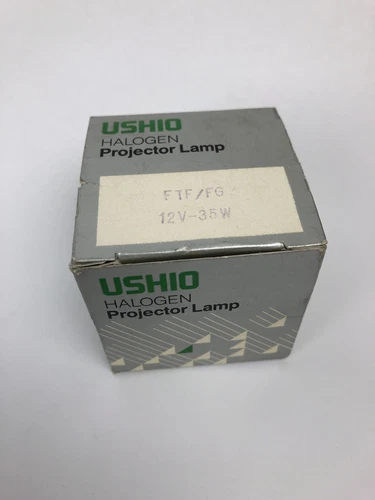 USHIO
HALOGEN
Projector Lamp
FTF/FG
12V-35W
USHIO
HALOGEN
Projector Lamp